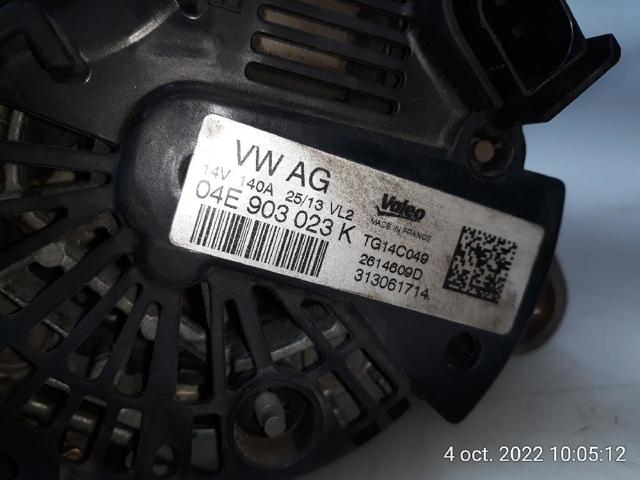 VW AG
14V 140A 25/13 VL2
04E 903 023 K
Valeo
MADE IN FRANCE
TG14C049
2614609D
313061714
4 oct. 2022 10:05:12